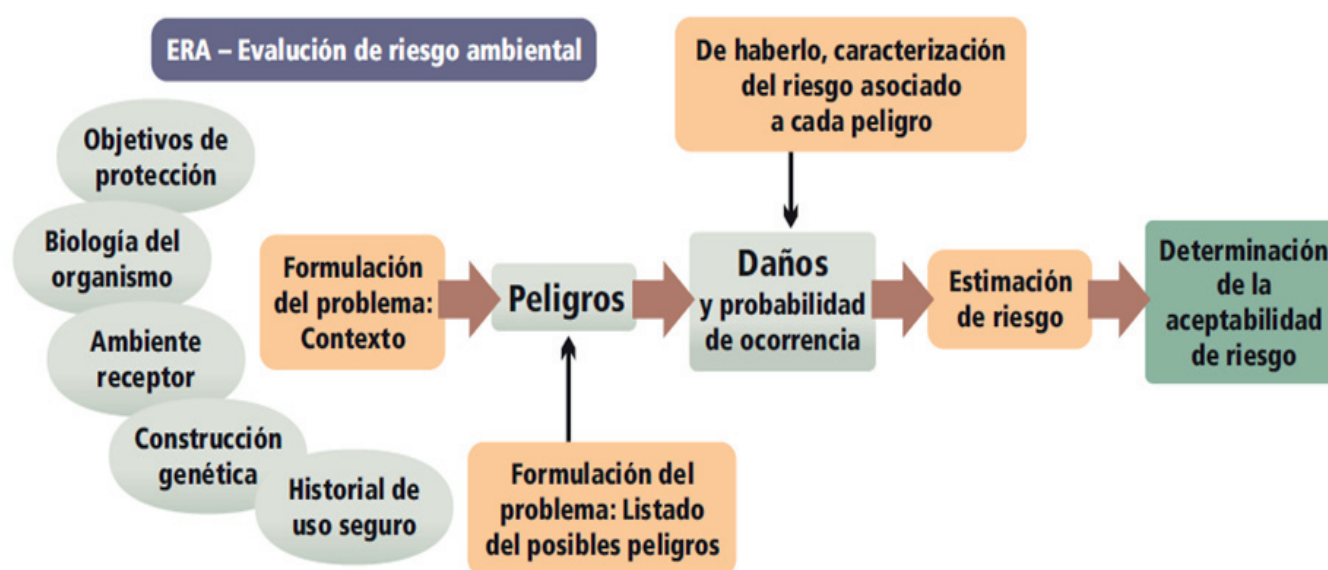 ERA – Evalución de riesgo ambiental
De haberlo, caracterización
del riesgo asociado
a cada peligro
Objetivos de
protección
Biología del
organismo
Ambiente
receptor
Construcción
genética
Historial de
uso seguro
Formulación
del problema:
Contexto
Peligros
Daños
y probabilidad
de ocorrencia
Estimación
de riesgo
Determinación
de la
aceptabilidad
de riesgo
Formulación del
problema: Listado
del posibles peligros